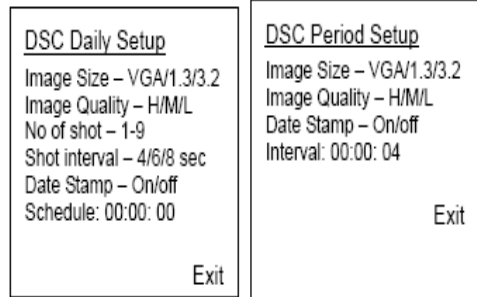 DSC Daily Setup
Image Size – VGA/1.3/3.2
Image Quality – H/M/L
No of shot – 1-9
Shot interval – 4/6/8 sec
Date Stamp – On/off
Schedule: 00:00: 00
Exit
DSC Period Setup
Image Size – VGA/1.3/3.2
Image Quality – H/M/L
Date Stamp – On/off
Interval: 00:00: 04
Exit